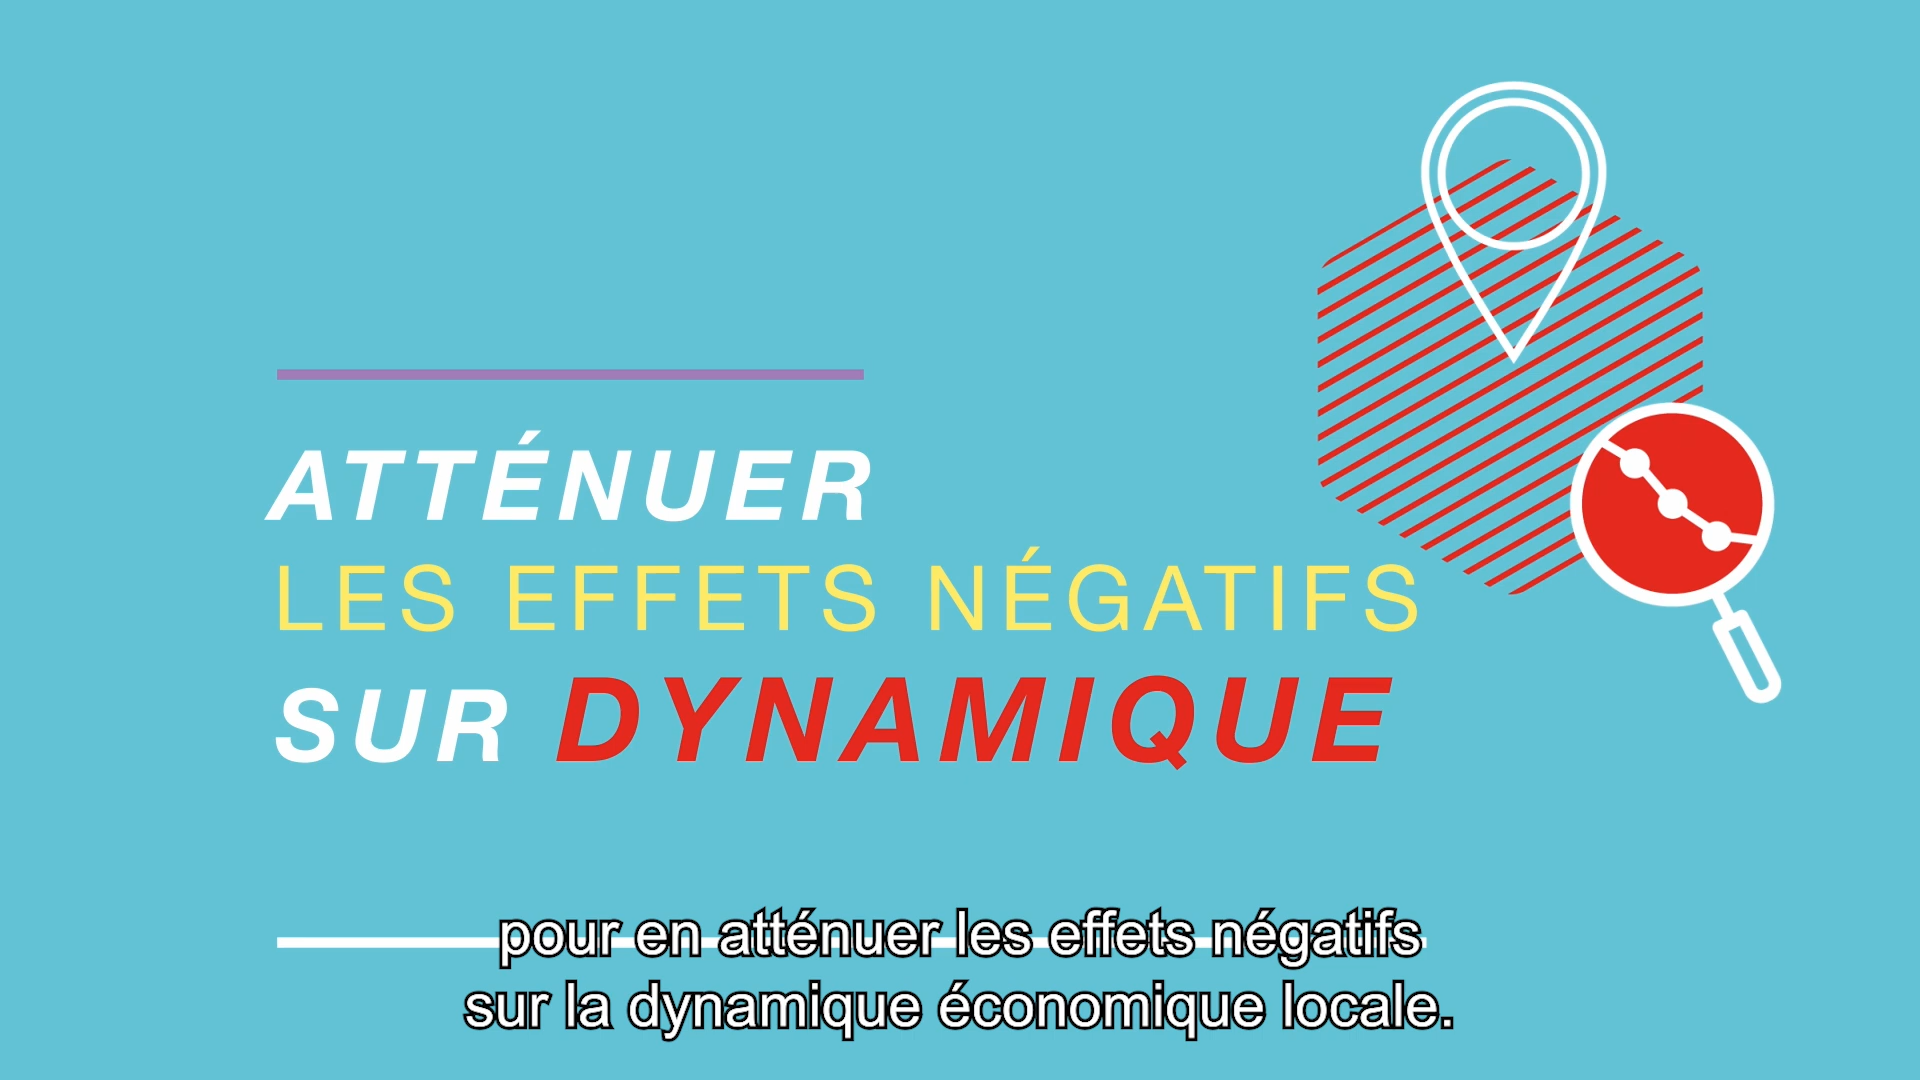 ATTÉNUER
LES EFFETS NÉGATIFS
SUR DYNAMIQUE
pour en atténuer les effets négatifs
sur la dynamique économique locale.